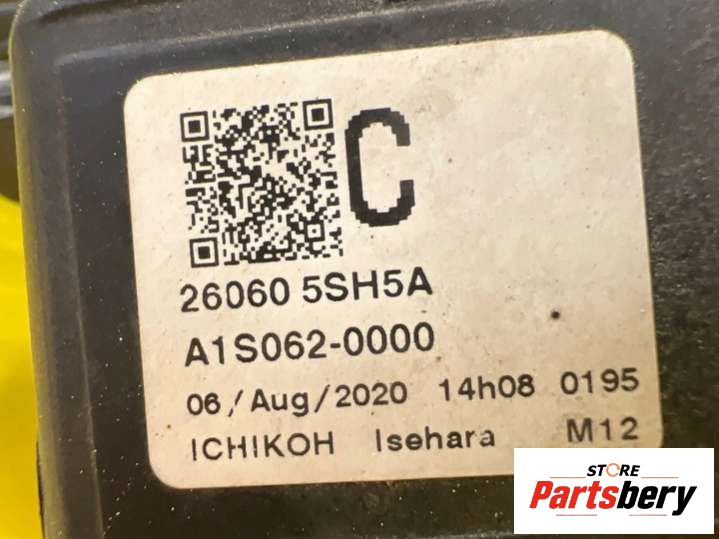 C
26060 5SH5A
A1S062-0000
06/Aug/2020 14h08 0195
ICHIKOH Isehara M12
STORE
Partsbery